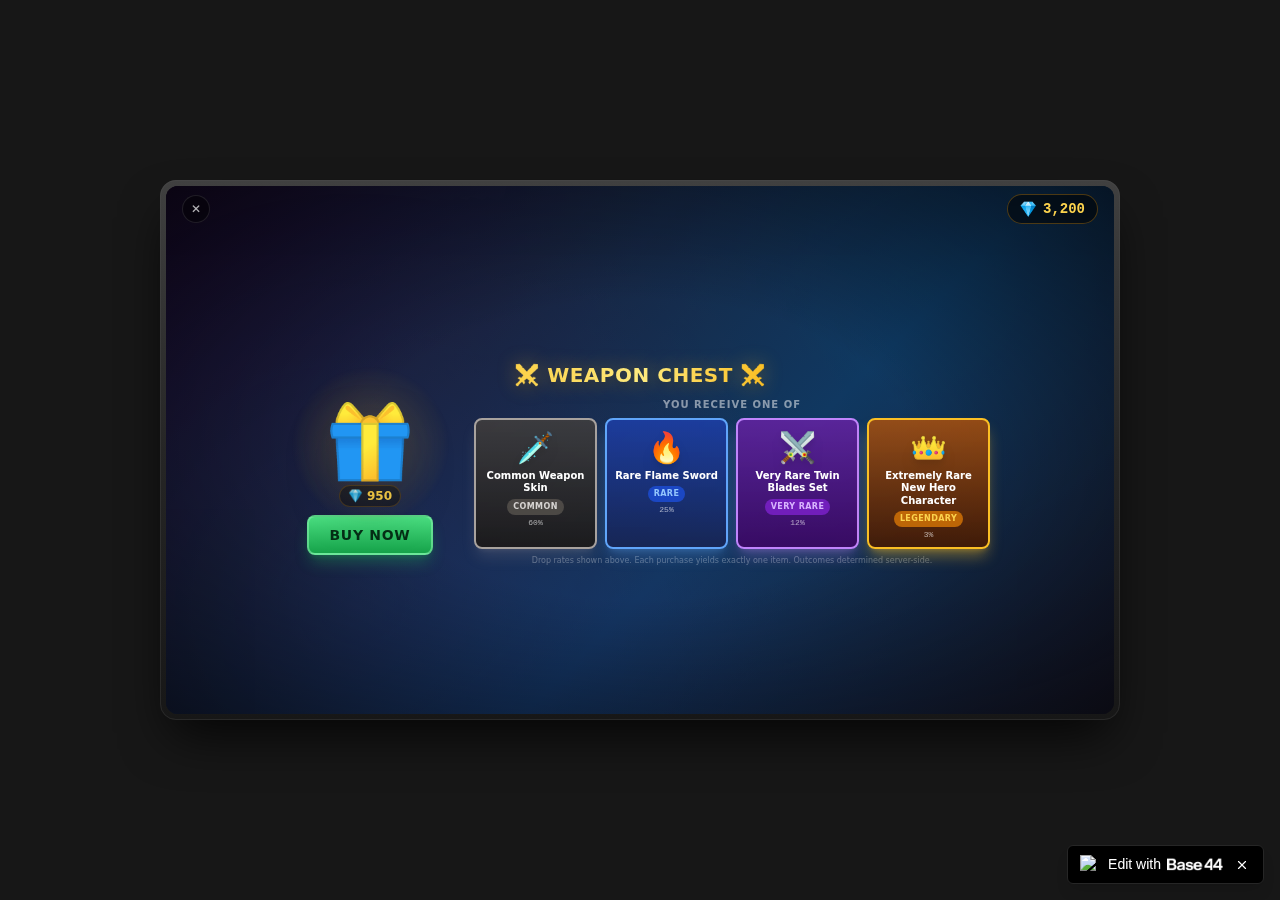 ✕
3,200
WEAPON CHEST
YOU RECEIVE ONE OF
950
BUY NOW
Common Weapon
Skin
COMMON
60%
Rare Flame Sword
RARE
25%
Very Rare Twin
Blades Set
VERY RARE
12%
Extremely Rare
New Hero
Character
LEGENDARY
3%
Drop rates shown above. Each purchase yields exactly one item. Outcomes determined server-side.
Edit with Base44 ×